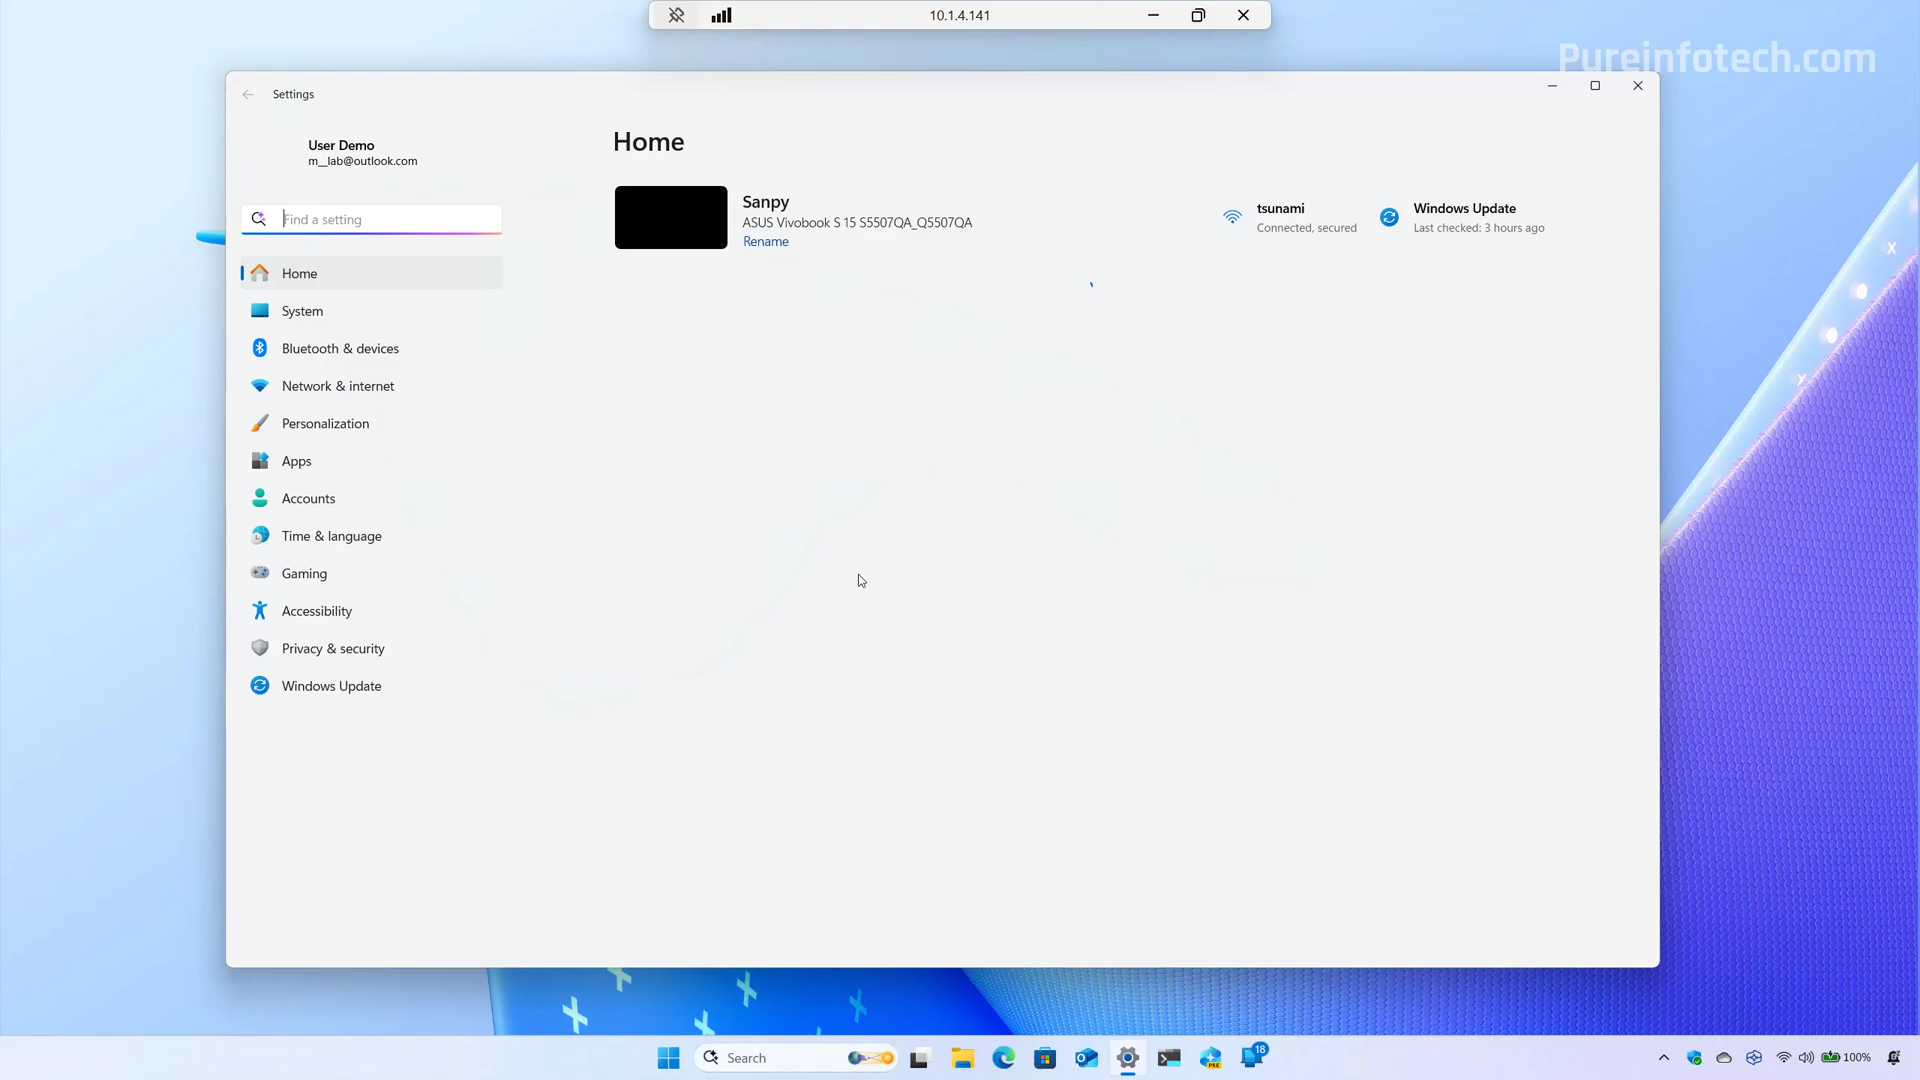 10.1.4.141
Pureinfotech.com
Settings
User Demo
m__lab@outlook.com
Find a setting
Home
System
Bluetooth & devices
Network & internet
Personalization
Apps
Accounts
Time & language
Gaming
Accessibility
Privacy & security
Windows Update
Home
Sanpy
ASUS Vivobook S 15 S5507QA_Q5507QA
Rename
tsunami
Connected, secured
Windows Update
Last checked: 3 hours ago
Search
PRE
18
100%